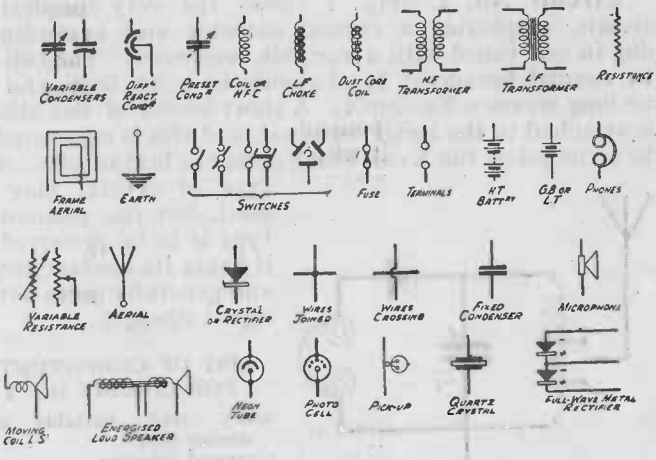 VARIABLE
CONDENSERS
DIFFL
REACT.
CONDR
PRESET
CONDR
COIL OR
H.F.C
L.F
CHOKE
DUST CORE
COIL
H.F.
TRANSFORMER
L.F.
TRANSFORMER
RESISTANCE
FRAME
AERIAL
EARTH
SWITCHES
FUSE
TERMINALS
HT
BATTRY
G.B OR
L.T
PHONES
VARIABLE
RESISTANCE
AERIAL
CRYSTAL
OR RECTIFIER
WIRES
JOINED
WIRES
CROSSING
FIXED
CONDENSER
MICROPHONE
MOVING
COIL L S
ENERGISED
LOUD SPEAKER
NEON
TUBE
PHOTO
CELL
PICK-UP
QUARTZ
CRYSTAL
FULL-WAVE METAL
RECTIFIER